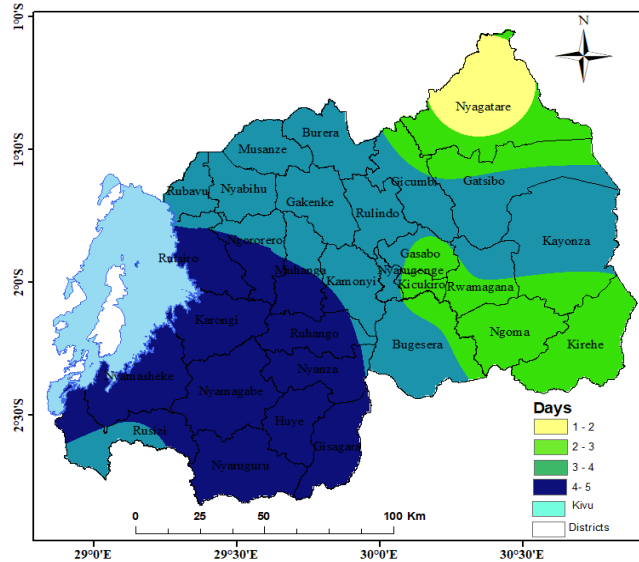 1°0'S
N
Nyagatare
Burera
1°30'S
Musanze
Rubavu
Nyabihu
Gicumbi
Gatsibo
Gakenke
Rulindo
Ngororero
Rutsiro
Gasabo
Kayonza
Muhanga
Kamonyi
Nyarugenge
2°0'S
Kicukiro
Rwamagana
Karongi
Ruhango
Bugesera
Ngoma
Kirehe
Nyamasheke
Nyanza
Nyamagabe
2°30'S
Huye
Rusizi
Gisagara
Nyaruguru
Days
1 - 2
2 - 3
3 - 4
4- 5
Kivu
Districts
0 25 50 100 Km
29°0'E 29°30'E 30°0'E 30°30'E